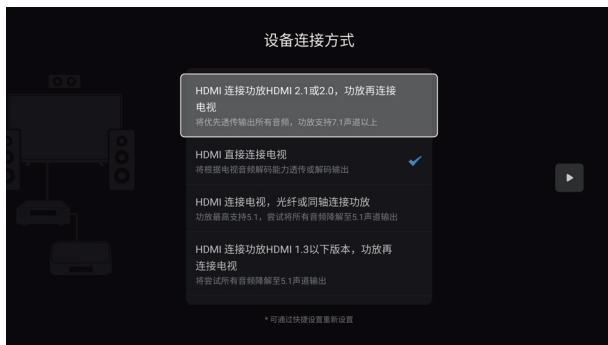 设备连接方式
HDMI 连接功放HDMI 2.1或2.0，功放再连接
电视
将优先透传输出所有音频，功放支持7.1声道以上
HDMI 直接连接电视
将根据电视音频解码能力透传或解码输出
HDMI 连接电视，光纤或同轴连接功放
功放最高支持5.1，尝试将所有音频降解至5.1声道输出
HDMI 连接功放HDMI 1.3以下版本，功放再
连接电视
将尝试所有音频降解至5.1声道输出
* 可通过快捷设置重新设置